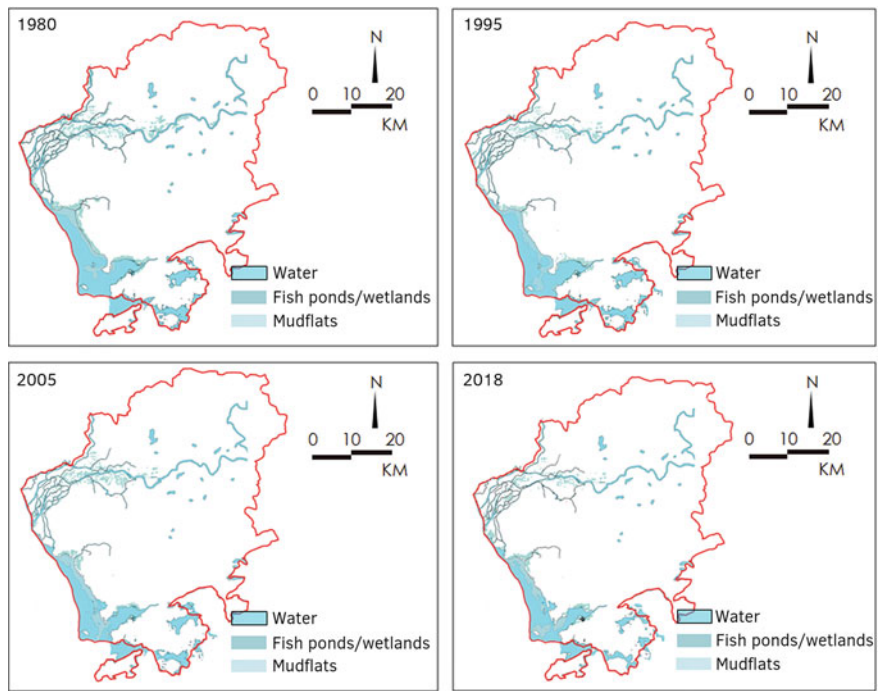 1980
N
0 10 20
KM
Water
Fish ponds/wetlands
Mudflats
1995
N
0 10 20
KM
Water
Fish ponds/wetlands
Mudflats
2005
N
0 10 20
KM
Water
Fish ponds/wetlands
Mudflats
2018
N
0 10 20
KM
Water
Fish ponds/wetlands
Mudflats